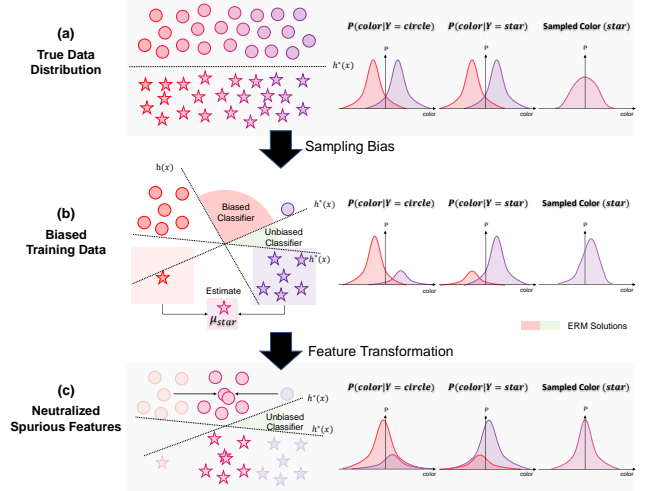 (a)
True Data
Distribution
h*(x)
P(color|Y = circle)
P(color|Y = star)
Sampled Color (star)
P
P
P
color
color
color
Sampling Bias
(b)
Biased
Training Data
h(x)
Biased
Classifier
h*(x)
Unbiased
Classifier
h*(x)
Estimate
μstar
P(color|Y = circle)
P(color|Y = star)
Sampled Color (star)
P
P
P
color
color
color
ERM Solutions
Feature Transformation
(c)
Neutralized
Spurious Features
h*(x)
Unbiased
Classifier
h*(x)
P(color|Y = circle)
P(color|Y = star)
Sampled Color (star)
P
P
P
color
color
color